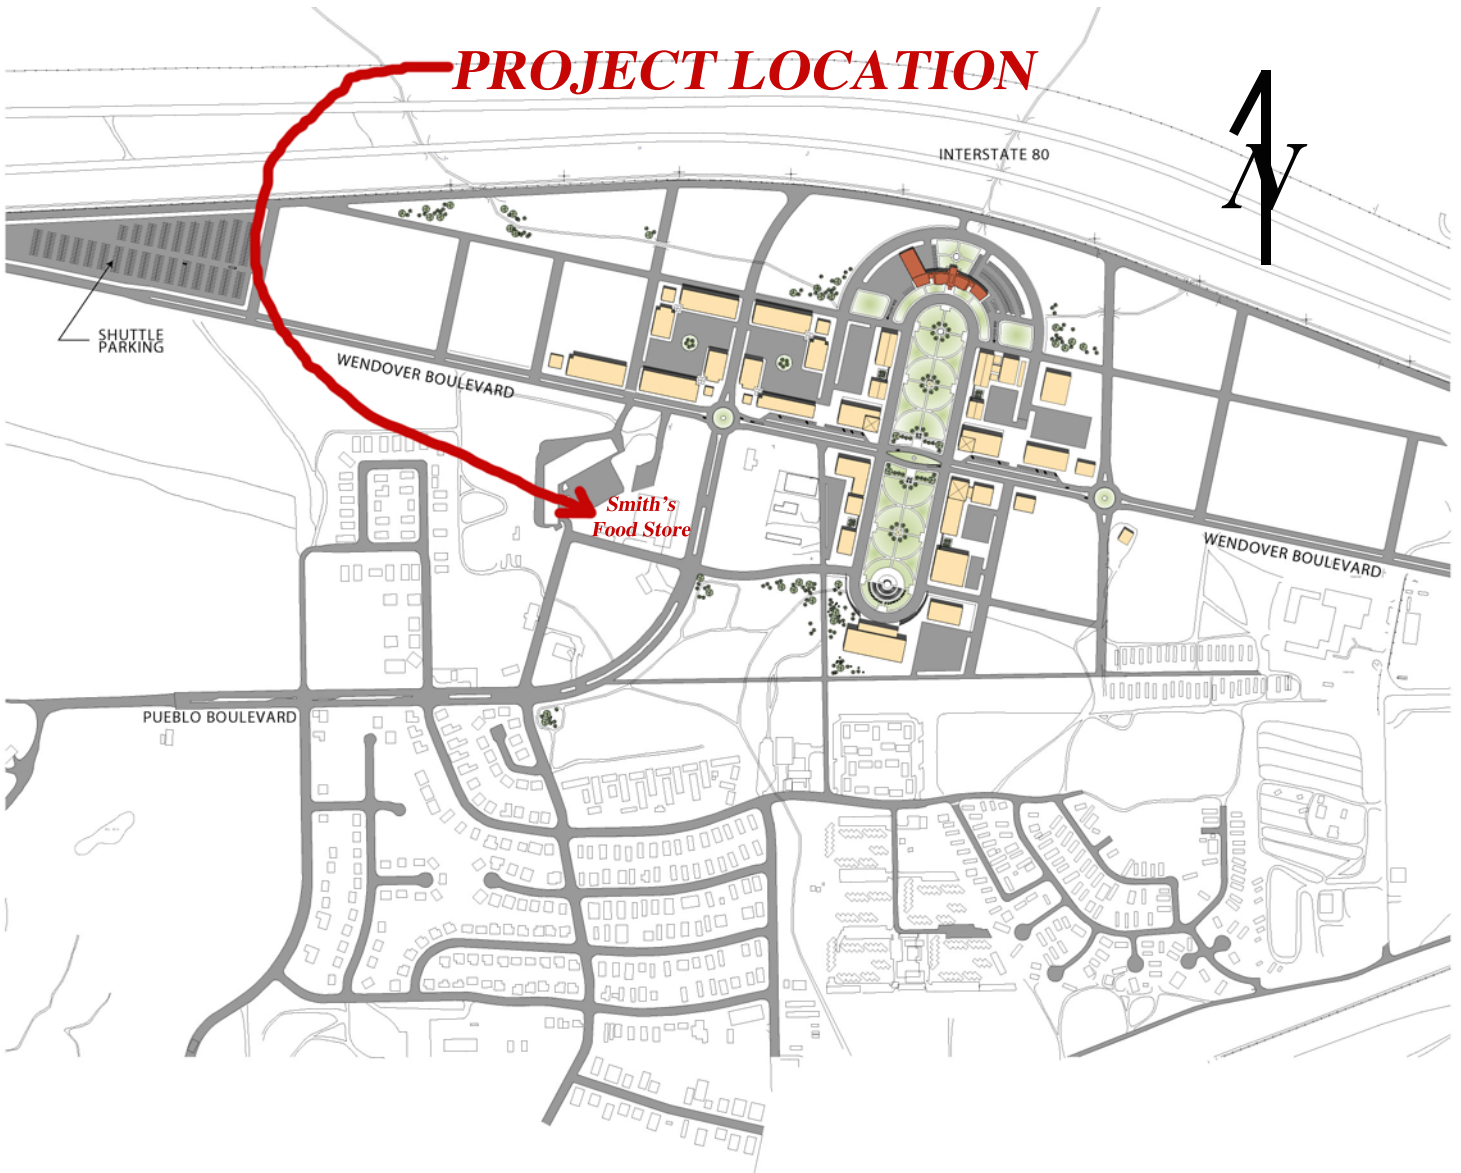 PROJECT LOCATION
INTERSTATE 80
N
SHUTTLE
PARKING
WENDOVER BOULEVARD
Smith's
Food Store
WENDOVER BOULEVARD
PUEBLO BOULEVARD